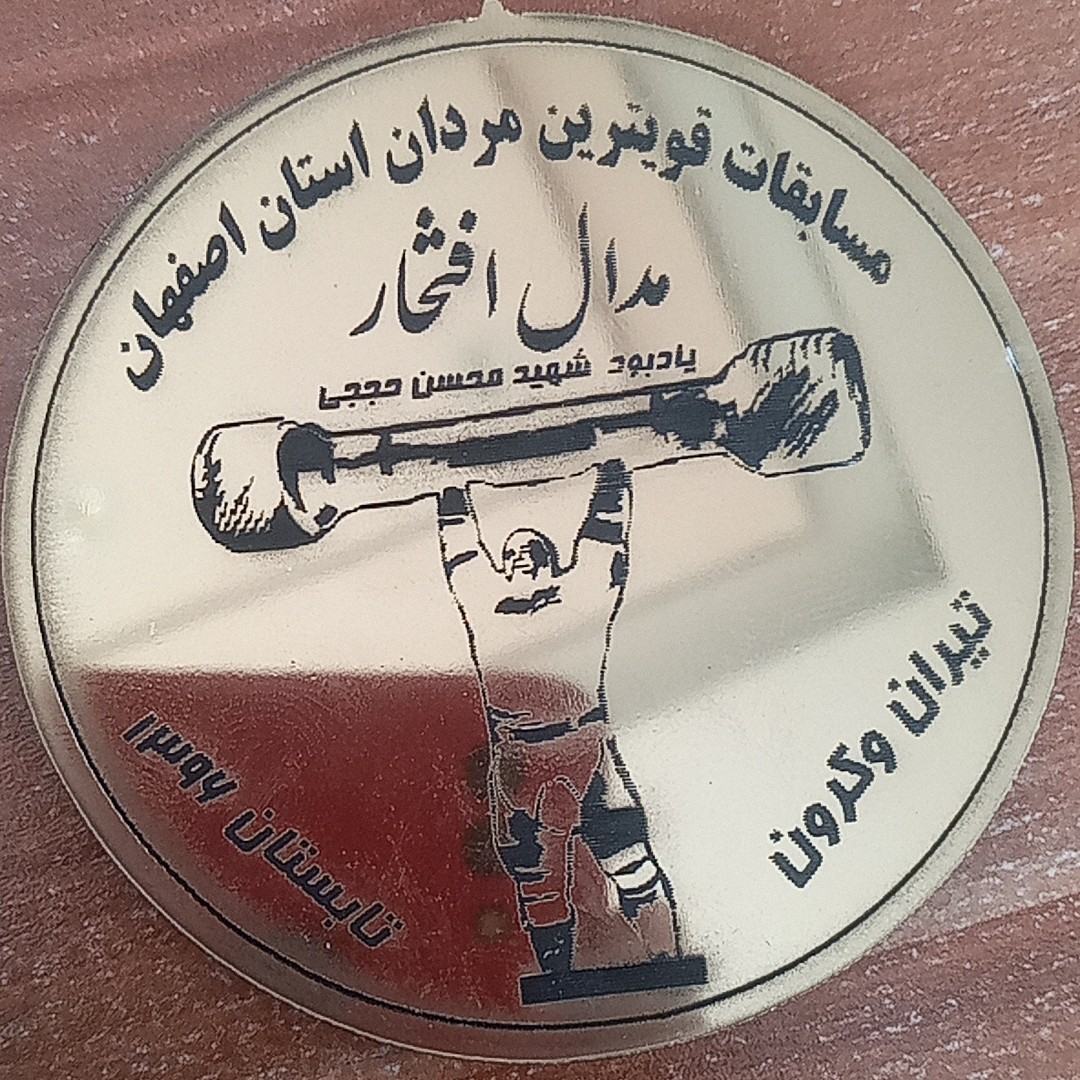 مسابقات قویترین مردان استان اصفهان
مدال افتخار
یادبود شهید محسن حججی
تیران وکرون
تابستان ۱۳۹۶